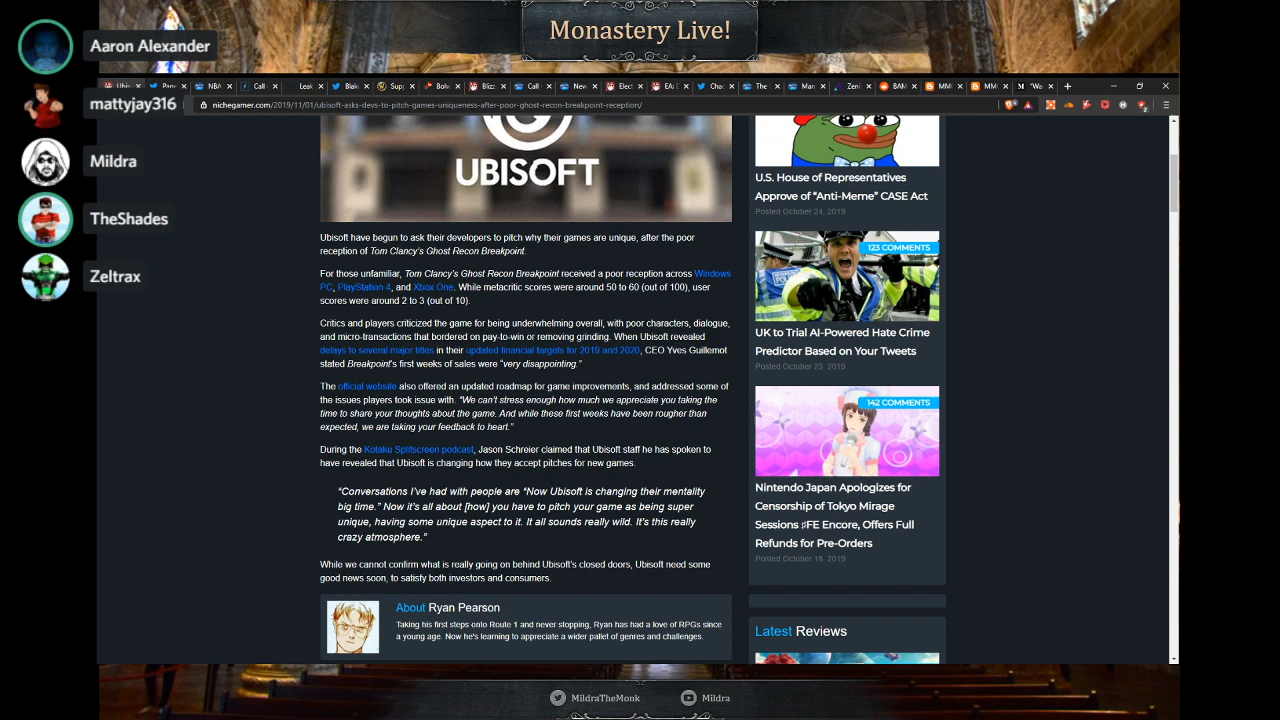 Monastery Live!
Aaron Alexander
mattyjay316
Mildra
TheShades
Zeltrax
nichegamer.com/2019/11/01/ubisoft-asks-devs-to-pitch-games-uniqueness-after-poor-ghost-recon-breakpoint-reception/
UBISOFT
Ubisoft have begun to ask their developers to pitch why their games are unique, after the poor
reception of Tom Clancy's Ghost Recon Breakpoint.
For those unfamiliar, Tom Clancy's Ghost Recon Breakpoint received a poor reception across Windows
PC, PlayStation 4, and Xbox One. While metacritic scores were around 50 to 60 (out of 100), user
scores were around 2 to 3 (out of 10).
Critics and players criticized the game for being underwhelming overall, with poor characters, dialogue,
and micro-transactions that bordered on pay-to-win or removing grinding. When Ubisoft revealed
delays to several major titles in their updated financial targets for 2019 and 2020, CEO Yves Guillemot
stated Breakpoint's first weeks of sales were "very disappointing."
The official website also offered an updated roadmap for game improvements, and addressed some of
the issues players took issue with. "We can't stress enough how much we appreciate you taking the
time to share your thoughts about the game. And while these first weeks have been rougher than
expected, we are taking your feedback to heart."
During the Kotaku Splitscreen podcast, Jason Schreier claimed that Ubisoft staff he has spoken to
have revealed that Ubisoft is changing how they accept pitches for new games.
"Conversations I've had with people are "Now Ubisoft is changing their mentality
big time." Now it's all about [how] you have to pitch your game as being super
unique, having some unique aspect to it. It all sounds really wild. It's this really
crazy atmosphere."
While we cannot confirm what is really going on behind Ubisoft's closed doors, Ubisoft need some
good news soon, to satisfy both investors and consumers.
About Ryan Pearson
Taking his first steps onto Route 1 and never stopping, Ryan has had a love of RPGs since
a young age. Now he's learning to appreciate a wider pallet of genres and challenges.
U.S. House of Representatives
Approve of "Anti-Meme" CASE Act
Posted October 24, 2019
123 COMMENTS
UK to Trial AI-Powered Hate Crime
Predictor Based on Your Tweets
Posted October 23, 2019
142 COMMENTS
Nintendo Japan Apologizes for
Censorship of Tokyo Mirage
Sessions ♯FE Encore, Offers Full
Refunds for Pre-Orders
Posted October 18, 2019
Latest Reviews
MildraTheMonk
Mildra